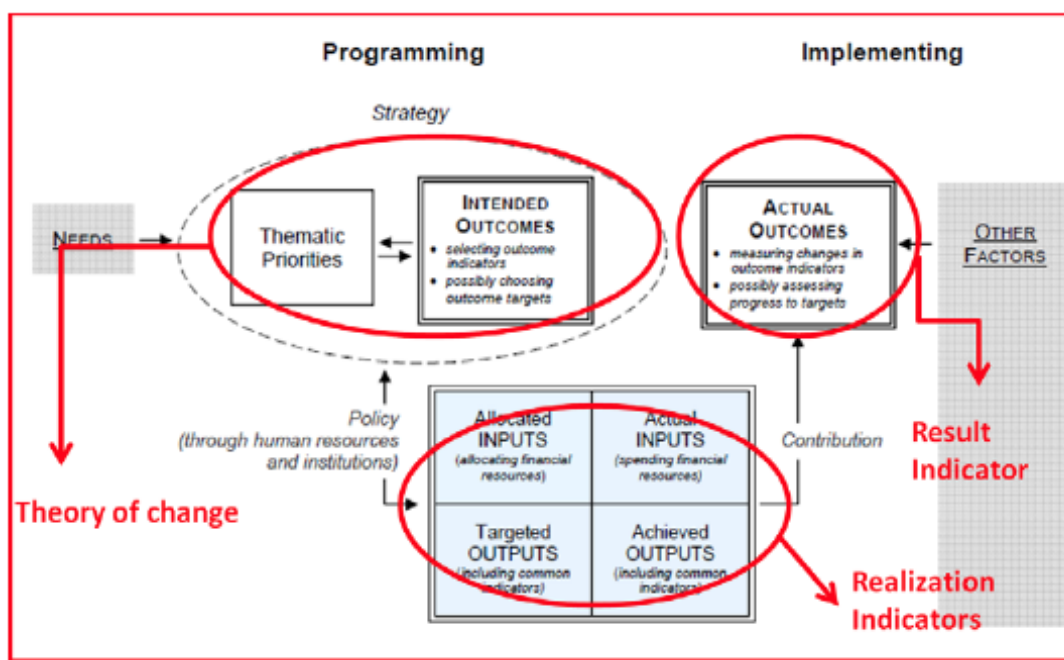 Programming
Implementing
Strategy
NEEDS
Thematic
Priorities
INTENDED
OUTCOMES
• selecting outcome
indicators
• possibly choosing
outcome targets
ACTUAL
OUTCOMES
• measuring changes in
outcome indicators
• possibly assessing
progress to targets
OTHER
FACTORS
Policy
(through human resources
and institutions)
Allocated
INPUTS
(allocating financial
resources)
Actual
INPUTS
(spending financial
resources)
Contribution
Targeted
OUTPUTS
(including common
indicators)
Achieved
OUTPUTS
(including common
indicators)
Theory of change
Result
Indicator
Realization
Indicators